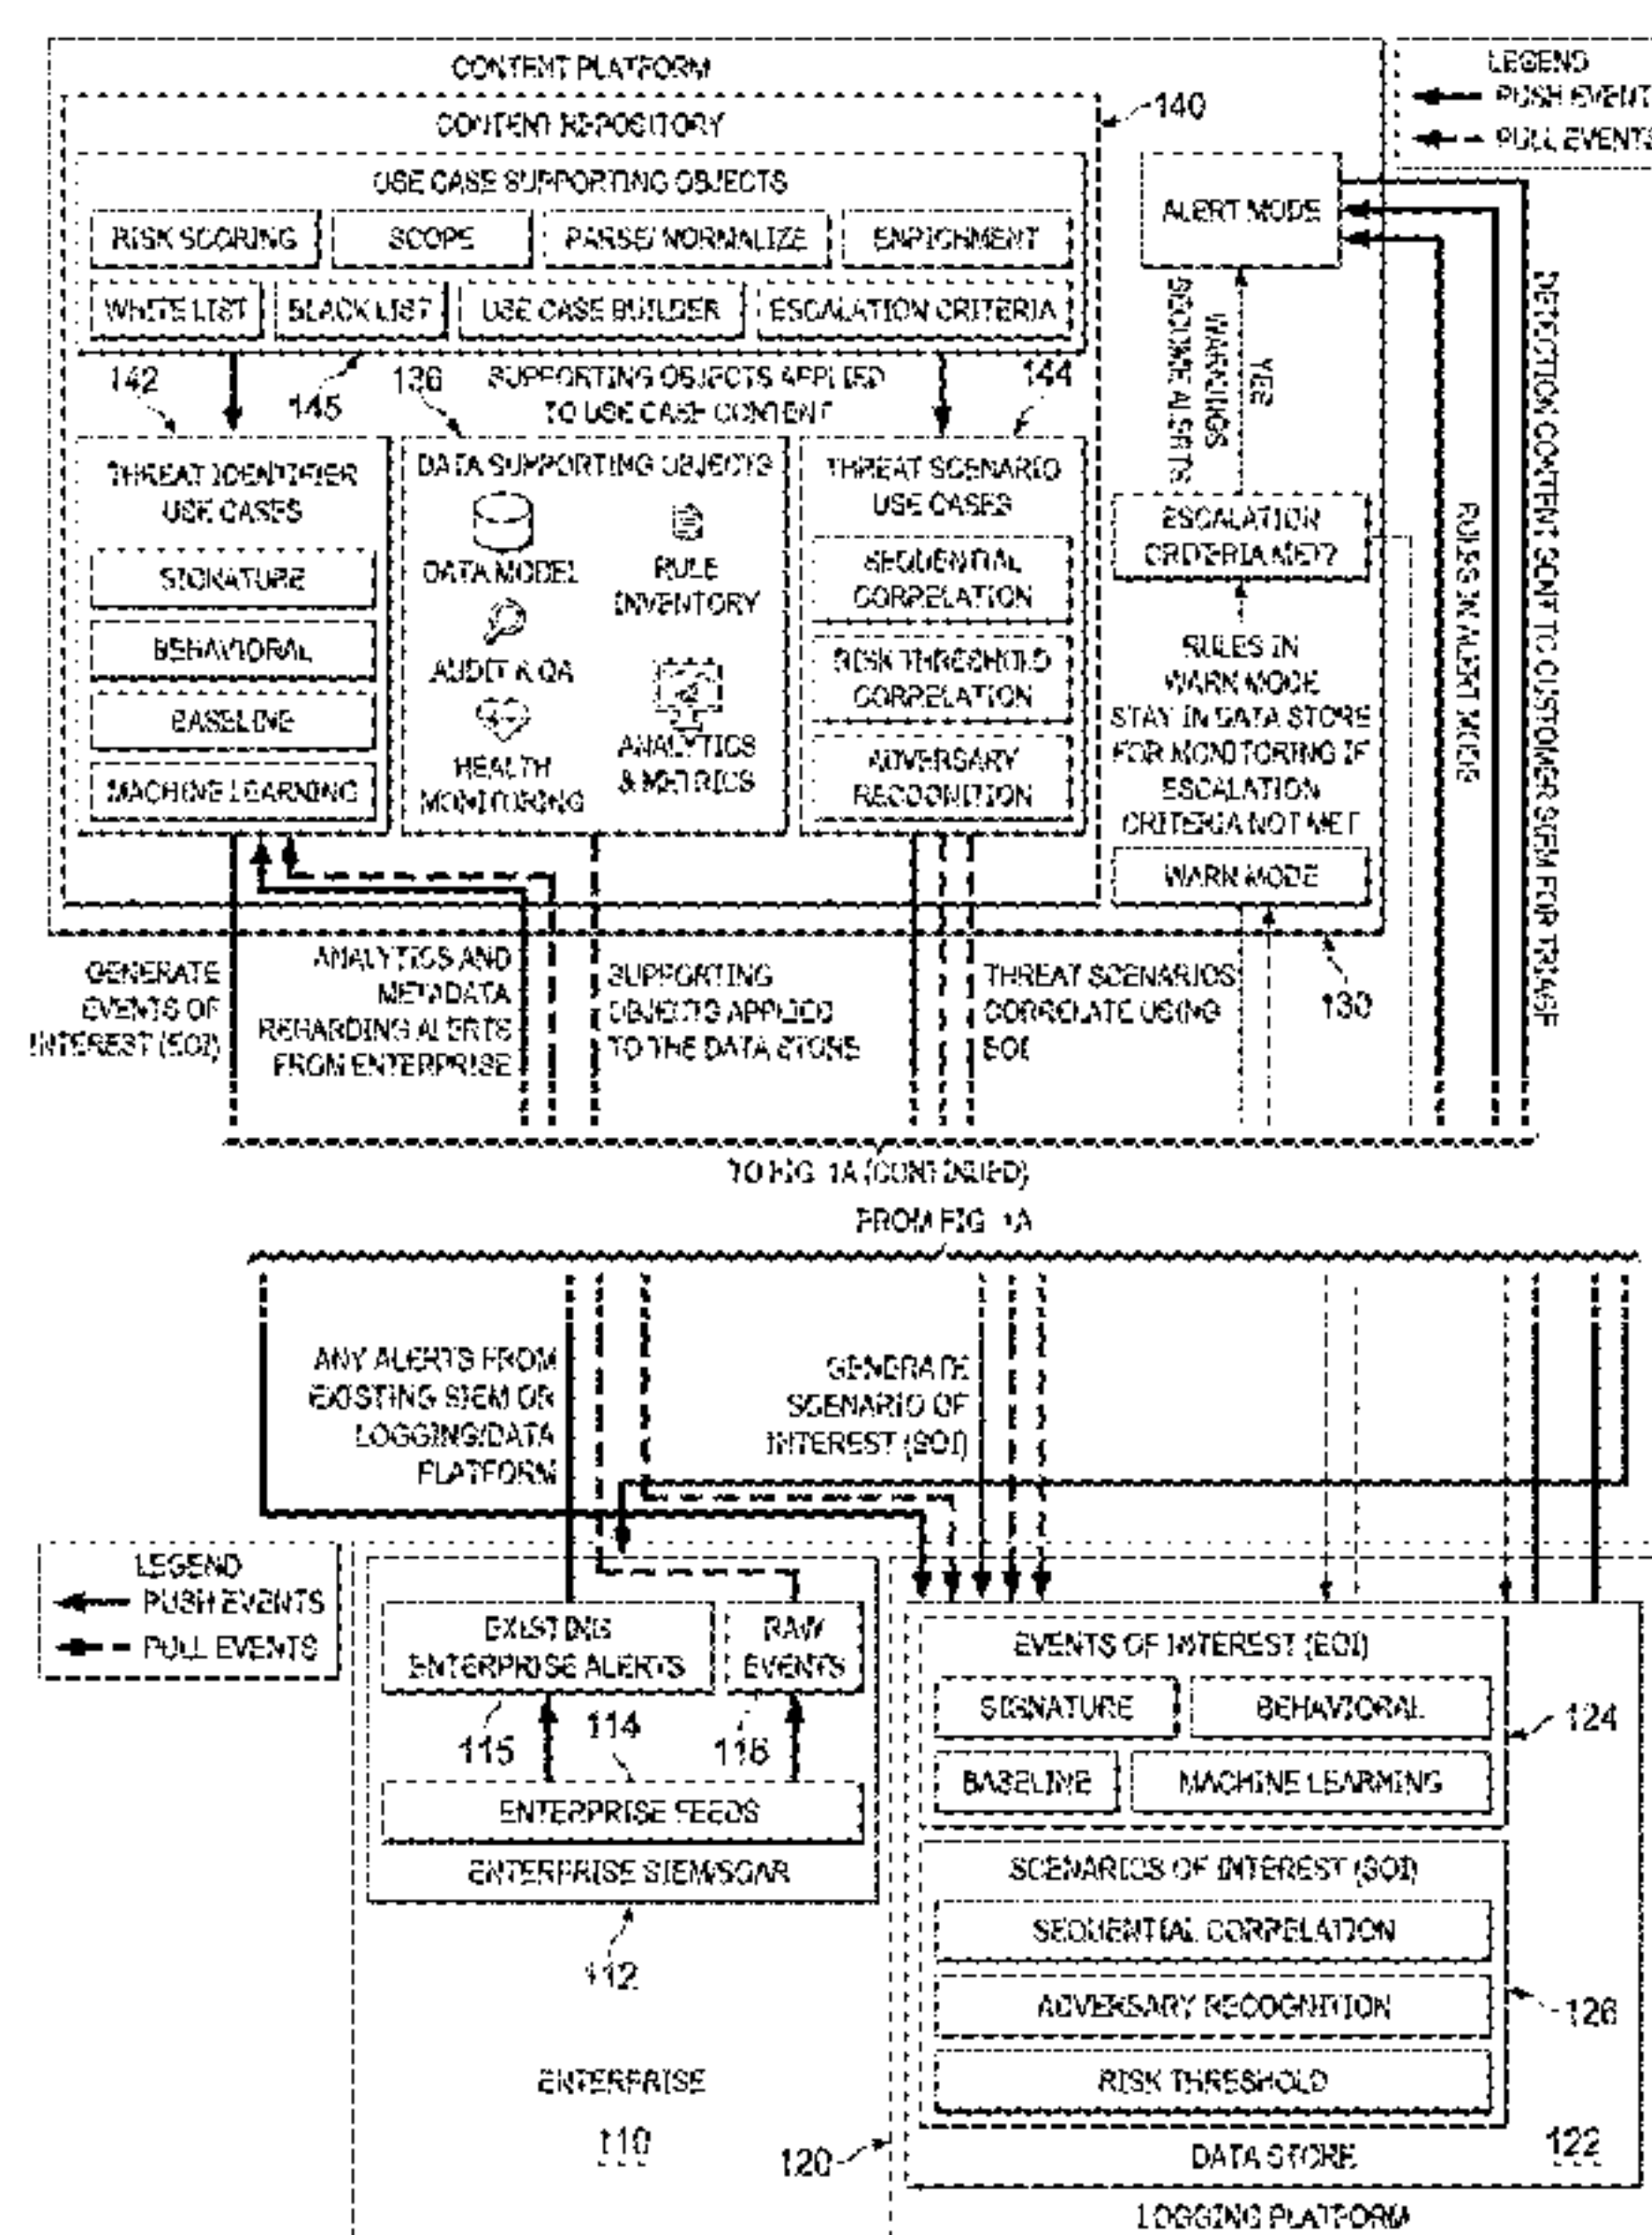 CONTENT PLATFORM
LEGEND
PUSH EVENT
PULL EVENTS
CONTENT REPOSITORY
140
USE CASE SUPPORTING OBJECTS
RISK SCORING
SCOPE
PARSE/NORMALIZE
ENRICHMENT
WHITE LIST
BLACK LIST
USE CASE BUILDER
ESCALATION CRITERIA
ALERT MODE
142
145
136
SUPPORTING OBJECTS APPLIED
TO USE CASE CONTENT
144
THREAT IDENTIFIER
USE CASES
SIGNATURE
BEHAVIORAL
BASELINE
MACHINE LEARNING
DATA SUPPORTING OBJECTS
DATA MODEL
RULE
INVENTORY
AUDIT & QA
ANALYTICS
& METRICS
HEALTH
MONITORING
THREAT SCENARIO
USE CASES
SEQUENTIAL
CORRELATION
RISK THRESHOLD
CORRELATION
ADVERSARY
RECOGNITION
WARNINGS
BECOME ALERTS
YES
ESCALATION
CRITERIA MET?
RULES IN
WARN MODE
STAY IN DATA STORE
FOR MONITORING IF
ESCALATION
CRITERIA NOT MET
WARN MODE
RULES IN ALERT MODE
DETECTION CONTENT SENT TO CUSTOMER SIEM FOR TRIAGE
130
GENERATE
EVENTS OF
INTEREST (EOI)
ANALYTICS AND
METADATA
REGARDING ALERTS
FROM ENTERPRISE
SUPPORTING
OBJECTS APPLIED
TO THE DATA STORE
THREAT SCENARIOS
CORRELATE USING
EOI
TO FIG. 1A (CONTINUED)
FROM FIG. 1A
ANY ALERTS FROM
EXISTING SIEM OR
LOGGING/DATA
PLATFORM
GENERATE
SCENARIO OF
INTEREST (SOI)
LEGEND
PUSH EVENTS
PULL EVENTS
EXISTING
ENTERPRISE ALERTS
RAW
EVENTS
115
114
116
ENTERPRISE FEEDS
ENTERPRISE SIEM/SOAR
112
ENTERPRISE
110
EVENTS OF INTEREST (EOI)
SIGNATURE
BEHAVIORAL
BASELINE
MACHINE LEARNING
124
SCENARIOS OF INTEREST (SOI)
SEQUENTIAL CORRELATION
ADVERSARY RECOGNITION
RISK THRESHOLD
126
120
DATA STORE
122
LOGGING PLATFORM